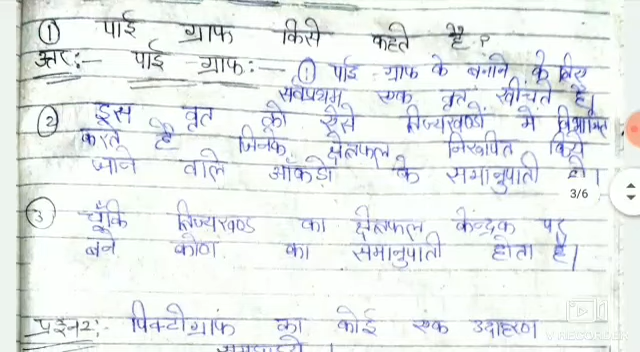 ① पाई ग्राफ किसे कहते है ?
उत्तर:- पाई ग्राफ:- ① पाई ग्राफ के बनाने के लिए
सर्वप्रथम एक वृत खींचते है।
② इस वृत को ऐसे त्रिज्यखण्डो में विभाजित
करते है जिनके क्षेत्रफल निरूपित किये
जाने वाले आँकड़ो के समानुपाती हो।
3/6
③ चूँकि त्रिज्यखण्ड का क्षेत्रफल केन्द्रक पर
बने कोण का समानुपाती होता है।
प्रश्न2:- पिक्टोग्राफ का कोई एक उदाहरण